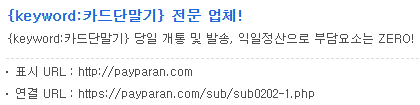 {keyword:카드단말기} 전문 업체!
{keyword:카드단말기} 당일 개통 및 발송, 익일정산으로 부담요소는 ZERO!
· 표시 URL : http://payparan.com
· 연결 URL : https://payparan.com/sub/sub0202-1.php